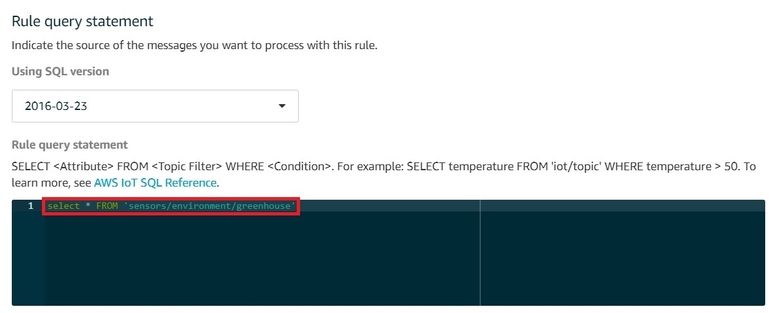 Rule query statement
Indicate the source of the messages you want to process with this rule.
Using SQL version
2016-03-23
Rule query statement
SELECT <Attribute> FROM <Topic Filter> WHERE <Condition>. For example: SELECT temperature FROM 'iot/topic' WHERE temperature > 50. To
learn more, see AWS IoT SQL Reference.
1 select * FROM 'sensors/environment/greenhouse'